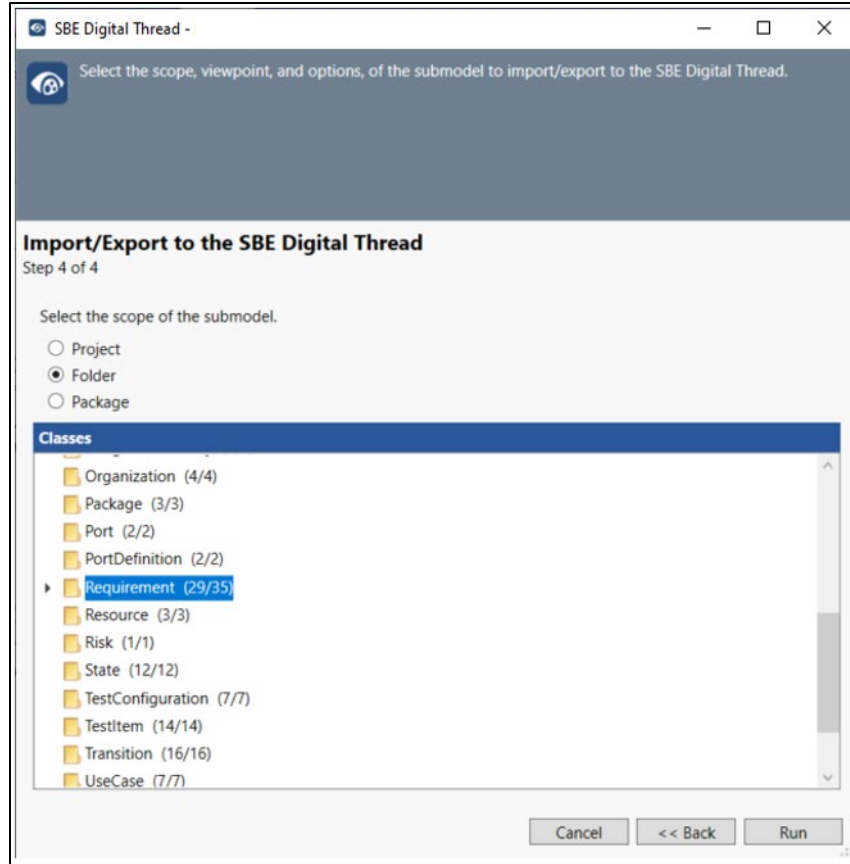 SBE Digital Thread -
Select the scope, viewpoint, and options, of the submodel to import/export to the SBE Digital Thread.
Import/Export to the SBE Digital Thread
Step 4 of 4
Select the scope of the submodel.
Project
Folder
Package
Classes
Organization (4/4)
Package (3/3)
Port (2/2)
PortDefinition (2/2)
Requirement (29/35)
Resource (3/3)
Risk (1/1)
State (12/12)
TestConfiguration (7/7)
TestItem (14/14)
Transition (16/16)
UseCase (7/7)
Cancel << Back Run